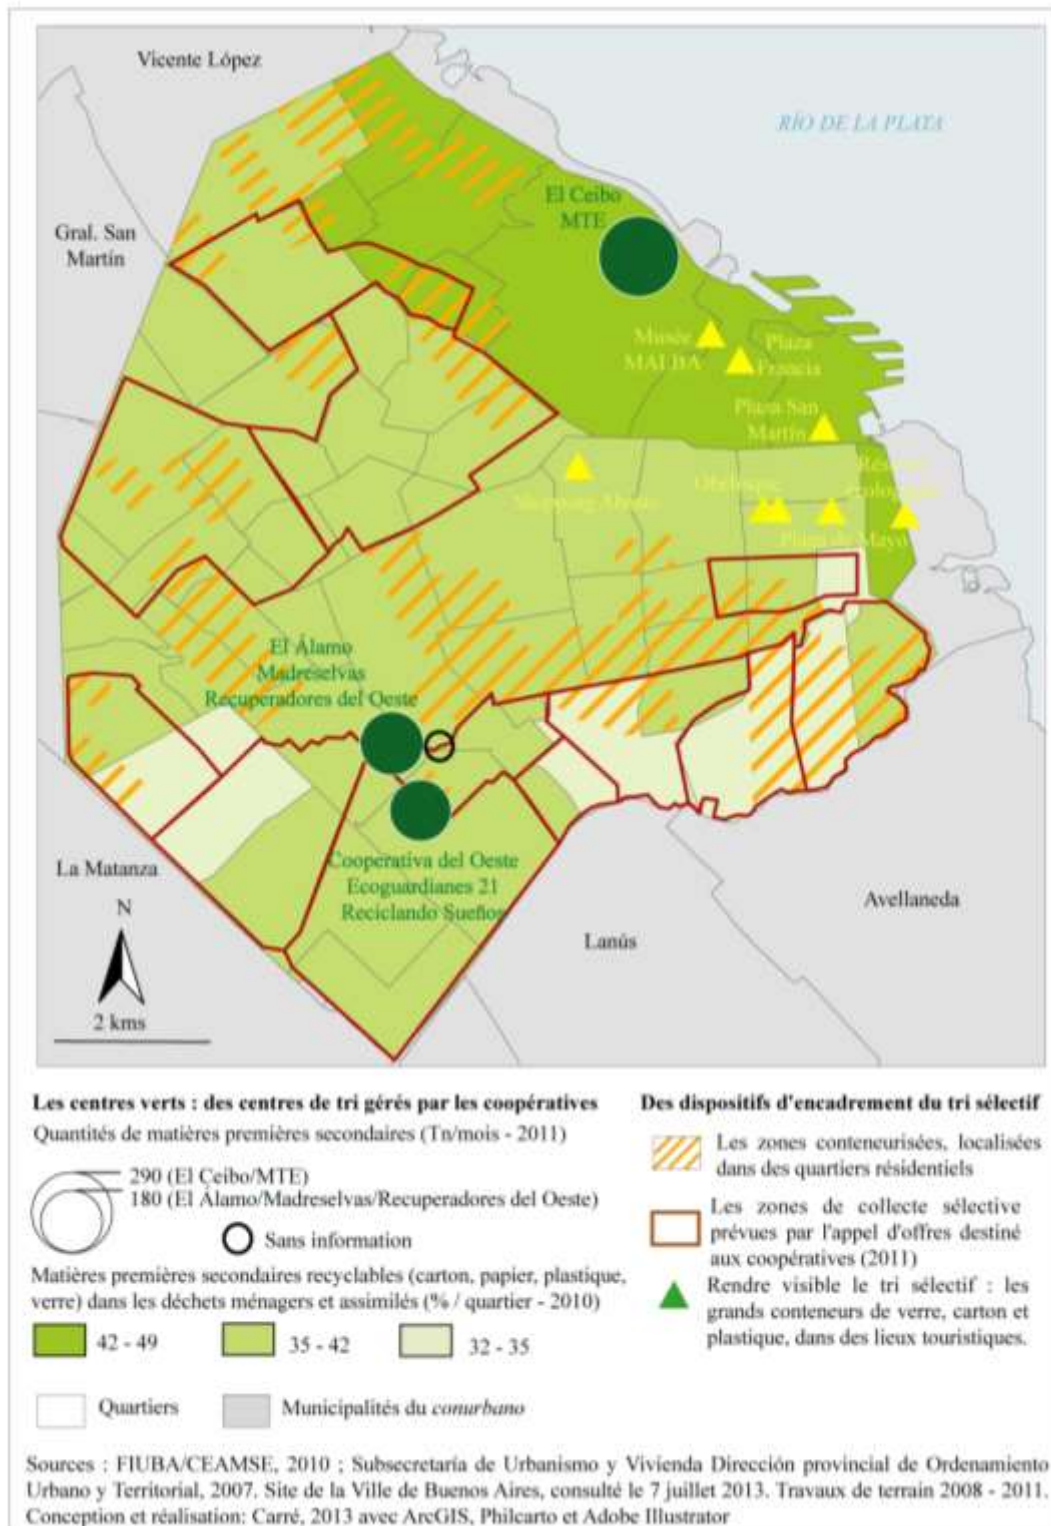 Vicente López
RÍO DE LA PLATA
El Ceibo
MTE
Gral. San
Martín
Musée
MALBA
Plaza
Francia
Plaza San
Martín
Plaza de Mayo
El Álamo
Madreselvas
Recuperadores del Oeste
La Matanza
Cooperativa del Oeste
Ecoguardianes 21
Reciclando Sueños
Avellaneda
Lanús
N
2 kms
Les centres verts : des centres de tri gérés par les coopératives
Quantités de matières premières secondaires (Tn/mois - 2011)
290 (El Ceibo/MTE)
180 (El Álamo/Madreselvas/Recuperadores del Oeste)
Sans information
Matières premières secondaires recyclables (carton, papier, plastique,
verre) dans les déchets ménagers et assimilés (% / quartier - 2010)
42 - 49
35 - 42
32 - 35
Quartiers
Municipalités du conurbano
Des dispositifs d'encadrement du tri sélectif
Les zones conteneurisées, localisées
dans des quartiers résidentiels
Les zones de collecte sélective
prévues par l'appel d'offres destiné
aux coopératives (2011)
Rendre visible le tri sélectif : les
grands conteneurs de verre, carton et
plastique, dans des lieux touristiques.
Sources : FIUBA/CEAMSE, 2010 ; Subsecretaría de Urbanismo y Vivienda Dirección provincial de Ordenamiento
Urbano y Territorial, 2007. Site de la Ville de Buenos Aires, consulté le 7 juillet 2013. Travaux de terrain 2008 - 2011.
Conception et réalisation: Carré, 2013 avec ArcGIS, Philcarto et Adobe Illustrator